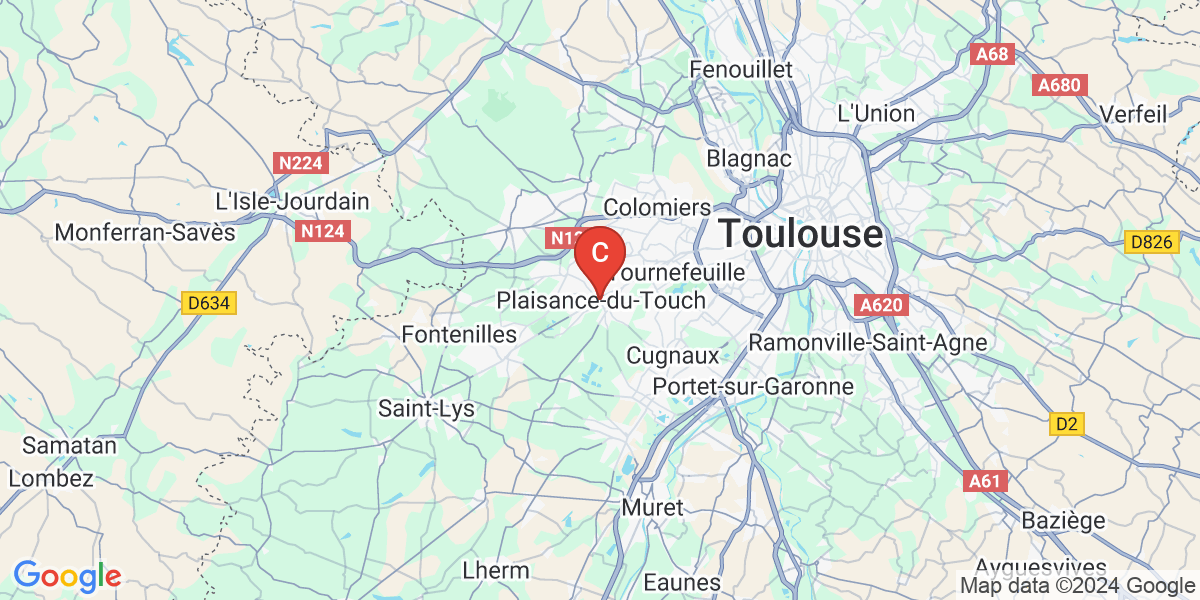 A68
Fenouillet
A680
L'Union
Verfeil
Blagnac
N224
L'Isle-Jourdain
Colomiers
Monferran-Savès
N124
Toulouse
D826
C
Tournefeuille
Plaisance-du-Touch
D634
A620
Fontenilles
Ramonville-Saint-Agne
Cugnaux
Portet-sur-Garonne
Saint-Lys
D2
Samatan
Lombez
A61
Muret
Baziège
Lherm
Ayguesvives
Google
Eaunes
Map data ©2024 Google